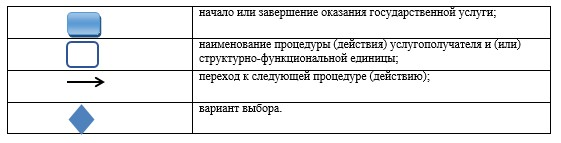 начало или завершение оказания государственной услуги;
наименование процедуры (действия) услугополучателя и (или)
структурно-функциональной единицы;
переход к следующей процедуре (действию);
вариант выбора.